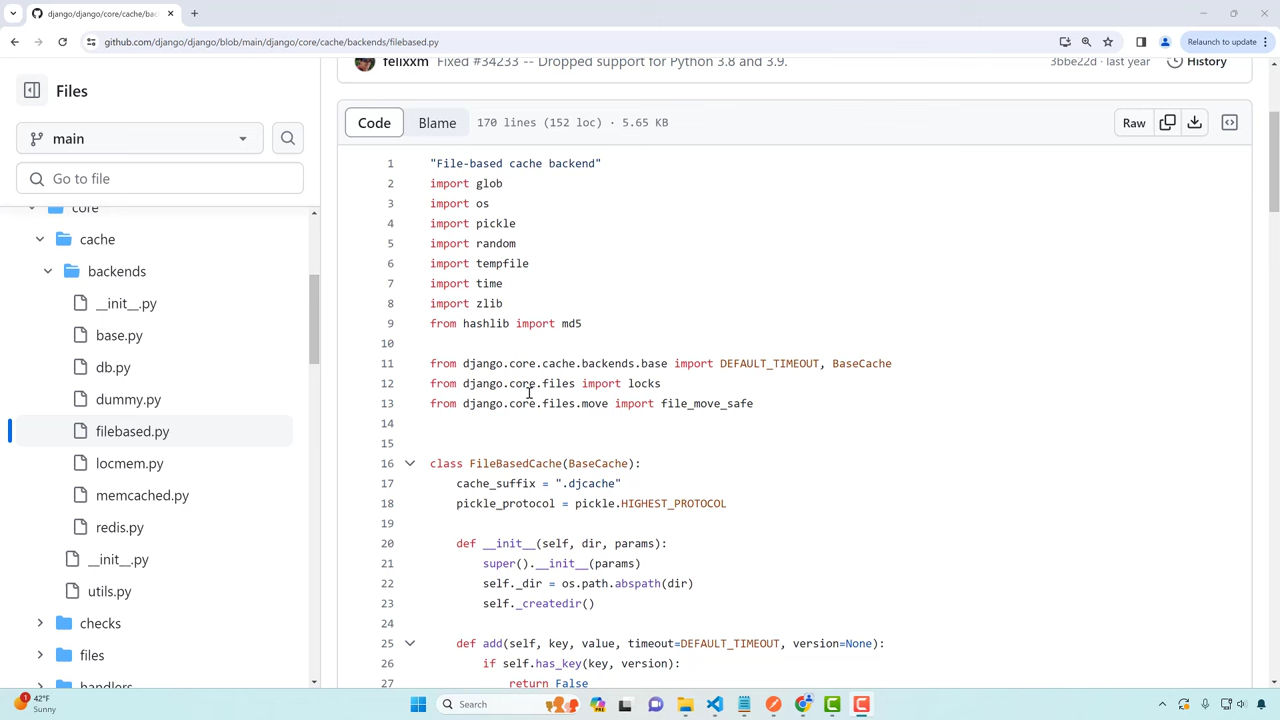 django/django/core/cache/bac
github.com/django/django/blob/main/django/core/cache/backends/filebased.py
Relaunch to update
Files
main
Go to file
core
cache
backends
__init__.py
base.py
db.py
dummy.py
filebased.py
locmem.py
memcached.py
redis.py
__init__.py
utils.py
checks
files
handlers
felixxm Fixed #34233 -- Dropped support for Python 3.8 and 3.9. 3bbe22d · last year History
Code Blame 170 lines (152 loc) · 5.65 KB Raw
1 "File-based cache backend"
2 import glob
3 import os
4 import pickle
5 import random
6 import tempfile
7 import time
8 import zlib
9 from hashlib import md5
10
11 from django.core.cache.backends.base import DEFAULT_TIMEOUT, BaseCache
12 from django.core.files import locks
13 from django.core.files.move import file_move_safe
14
15
16 class FileBasedCache(BaseCache):
17 cache_suffix = ".djcache"
18 pickle_protocol = pickle.HIGHEST_PROTOCOL
19
20 def __init__(self, dir, params):
21 super().__init__(params)
22 self._dir = os.path.abspath(dir)
23 self._createdir()
24
25 def add(self, key, value, timeout=DEFAULT_TIMEOUT, version=None):
26 if self.has_key(key, version):
27 return False
1
42°F
Sunny
Search